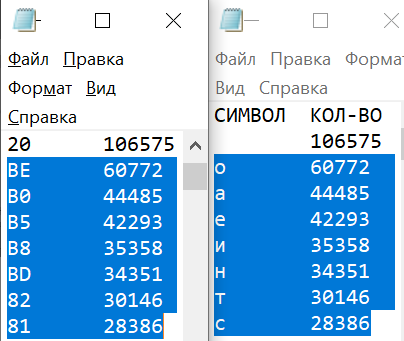 Файл Правка
Формат Вид
Справка
20 106575
BE 60772
B0 44485
B5 42293
B8 35358
BD 34351
82 30146
81 28386
Файл Правка Формат
Вид Справка
СИМВОЛ КОЛ-ВО
106575
о 60772
а 44485
е 42293
и 35358
н 34351
т 30146
с 28386